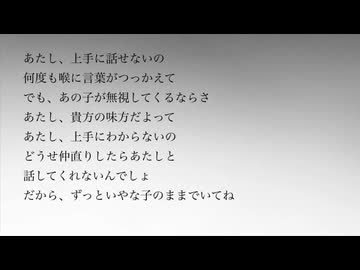 あたし、上手に話せないの
何度も喉に言葉がつっかえて
でも、あの子が無視してくるならさ
あたし、貴方の味方だよって
あたし、上手にわからないの
どうせ仲直りしたらあたしと
話してくれないんでしょ
だから、ずっといやな子のままでいてね